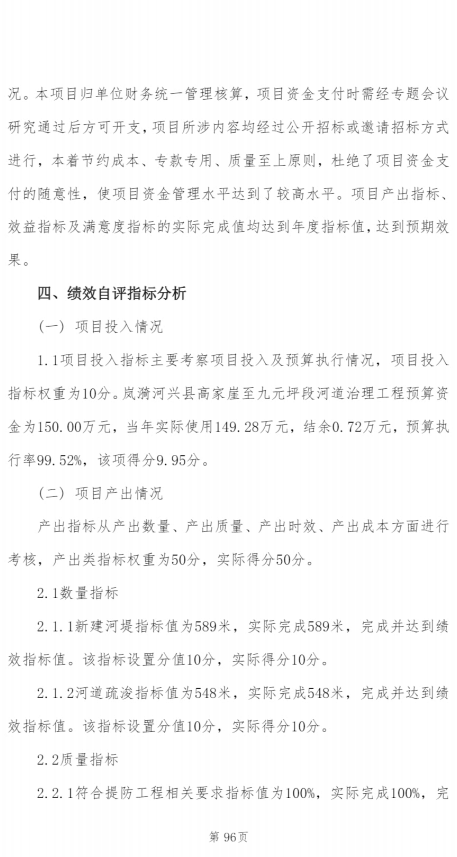 况。本项目归单位财务统一管理核算，项目资金支付时需经专题会议
研究通过后方可开支，项目所涉内容均经过公开招标或邀请招标方式
进行，本着节约成本、专款专用、质量至上原则，杜绝了项目资金支
付的随意性，使项目资金管理水平达到了较高水平。项目产出指标、
效益指标及满意度指标的实际完成值均达到年度指标值，达到预期效
果。
四、绩效自评指标分析
（一）项目投入情况
1.1项目投入指标主要考察项目投入及预算执行情况，项目投入
指标权重为10分。岚漪河兴县高家崖至九元坪段河道治理工程预算资
金为150.00万元，当年实际使用149.28万元，结余0.72万元，预算执
行率99.52%，该项得分9.95分。
（二）项目产出情况
产出指标从产出数量、产出质量、产出时效、产出成本方面进行
考核，产出类指标权重为50分，实际得分50分。
2.1数量指标
2.1.1新建河堤指标值为589米，实际完成589米，完成并达到绩
效指标值。该指标设置分值10分，实际得分10分。
2.1.2河道疏浚指标值为548米，实际完成548米，完成并达到绩
效指标值。该指标设置分值10分，实际得分10分。
2.2质量指标
2.2.1符合提防工程相关要求指标值为100%，实际完成100%，完
第 96页